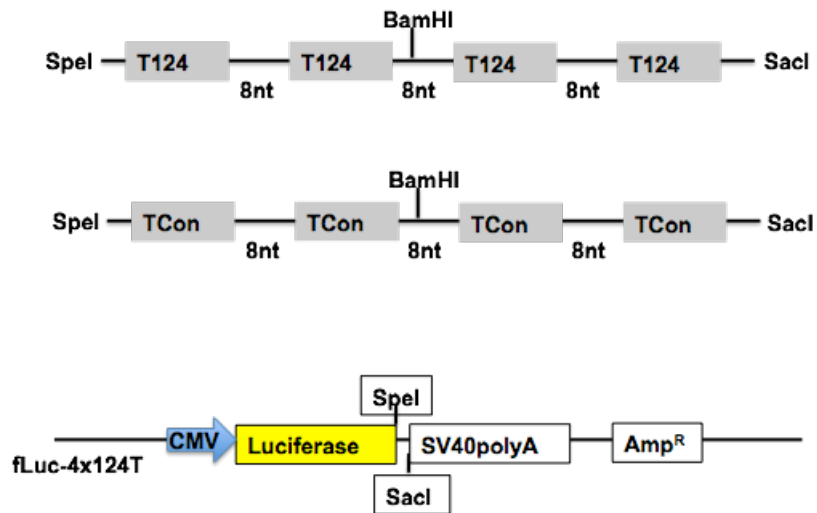 BamHI
SpeI T124 T124 T124 T124 SacI
8nt 8nt 8nt
BamHI
SpeI TCon TCon TCon TCon SacI
8nt 8nt 8nt
SpeI
CMV Luciferase SV40polyA Ampᴿ
fLuc-4x124T
SacI